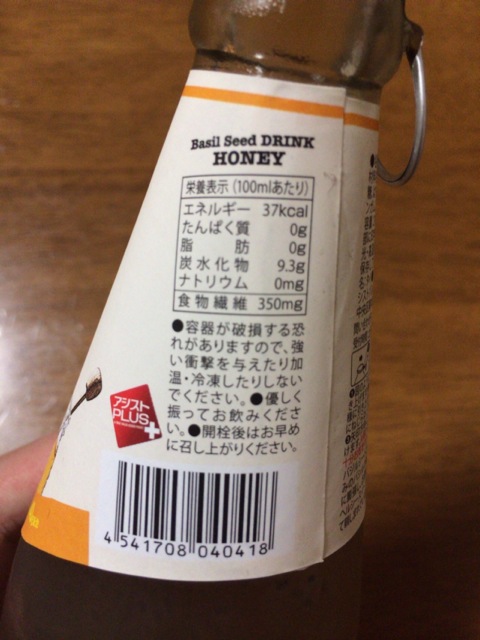 Basil Seed DRINK
HONEY
栄養表示 (100mlあたり)
エネルギー 37kcal
たんぱく質 0g
脂肪 0g
炭水化物 9.3g
ナトリウム 0mg
食物繊維 350mg
●容器が破損する恐
れがありますので、強
い衝撃を与えたり加
温・冷凍したりしない
でください。●優しく
振ってお飲みくださ
い。●開栓後はお早め
に召し上がりください。
アシスト
PLUS
4 541708 040418